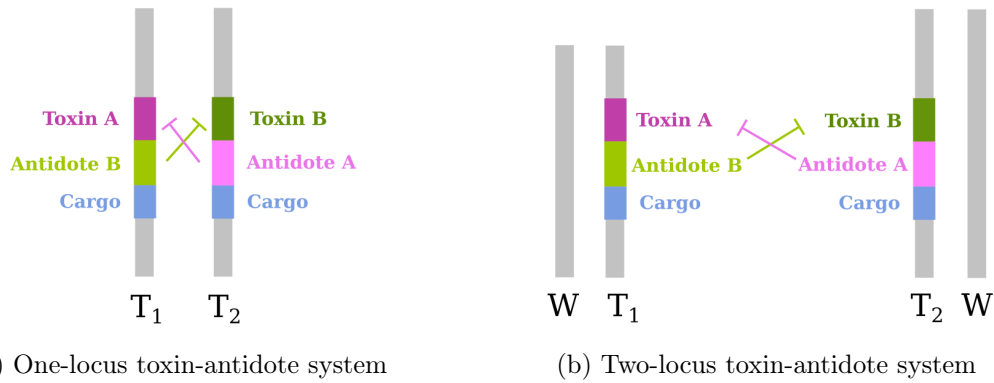 Toxin A Toxin B
Antidote B Antidote A
Cargo Cargo
T1 T2
) One-locus toxin-antidote system
Toxin A Toxin B
Antidote B Antidote A
Cargo Cargo
W T1 T2 W
(b) Two-locus toxin-antidote system